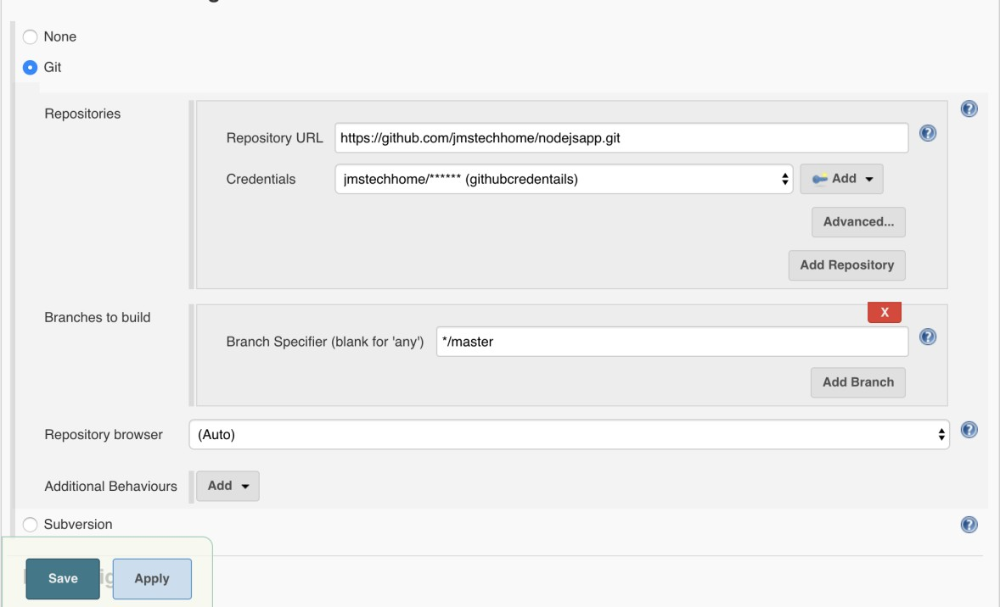 None
Git
Repositories
Repository URL https://github.com/jmstechhome/nodejsapp.git
Credentials jmstechhome/****** (githubcredentails) Add
Advanced...
Add Repository
Branches to build
X
Branch Specifier (blank for 'any') */master
Add Branch
Repository browser (Auto)
Additional Behaviours Add
Subversion
Save Apply